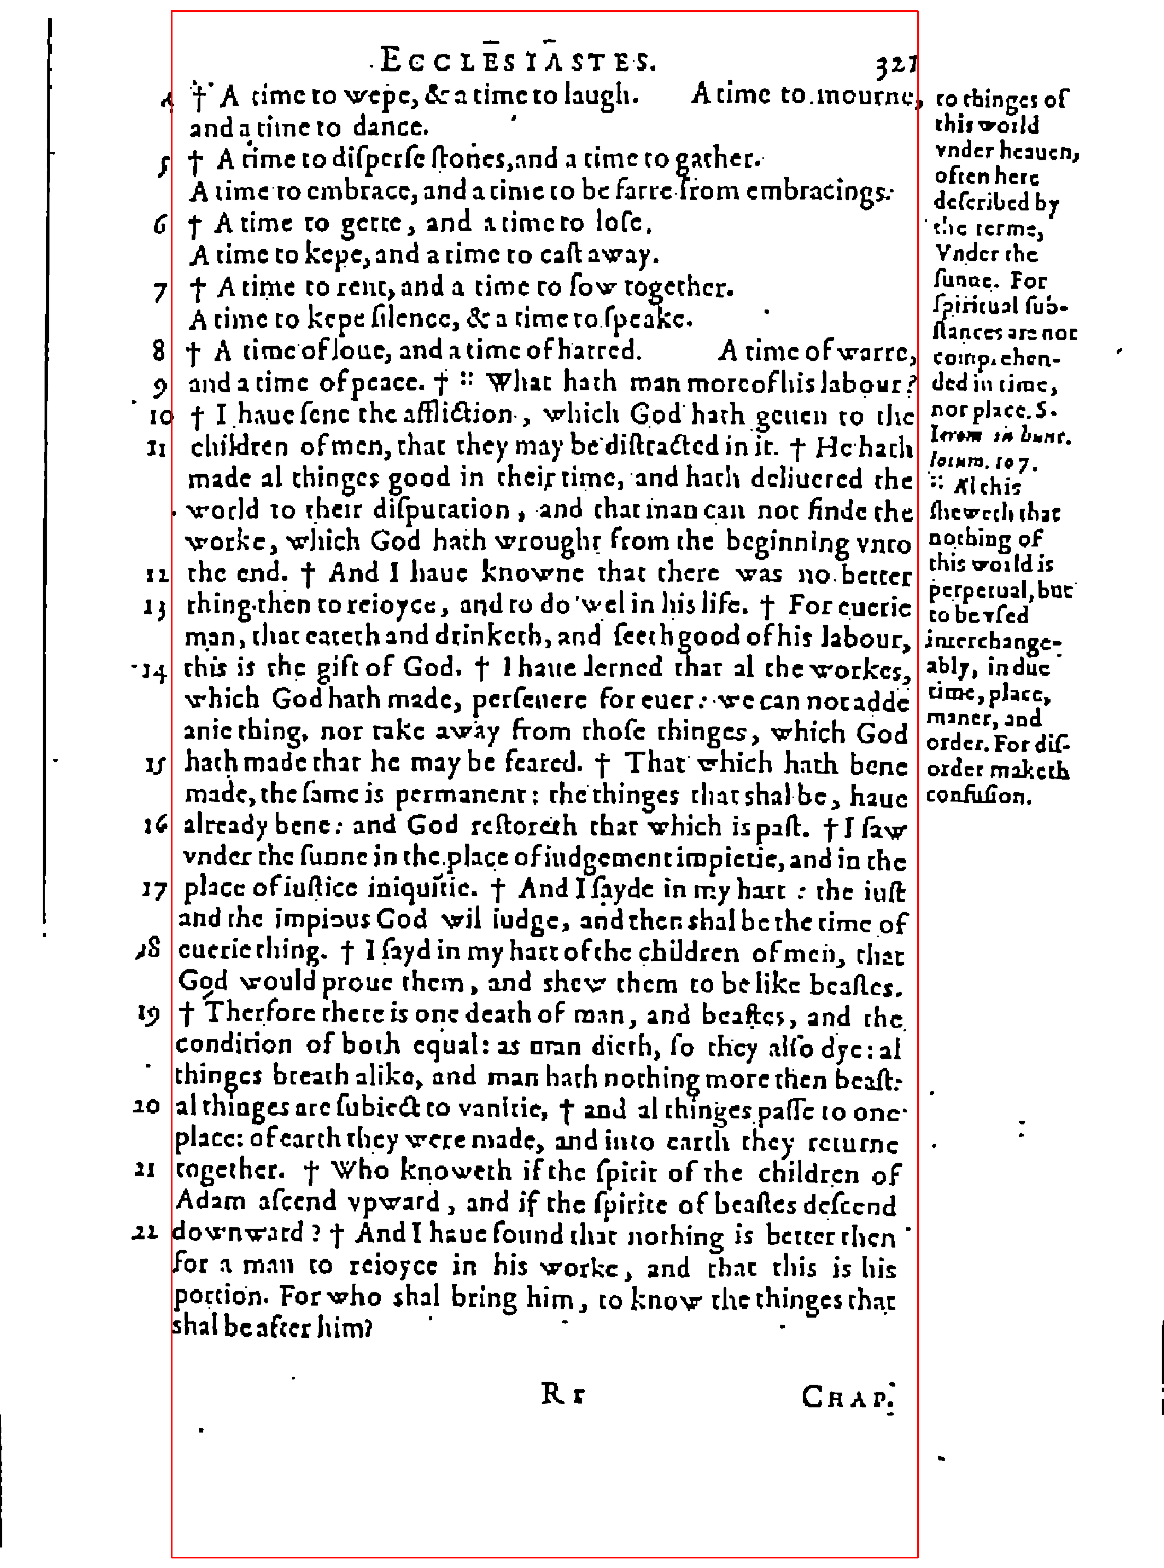 ECCLESIASTES. 321
4 † A time to wepe, & a time to laugh. A time to mourne,
and a time to dance.
5 † A time to disperse stones, and a time to gather.
A time to embrace, and a time to be farre from embracings.
6 † A time to gette, and a time to lose.
A time to kepe, and a time to cast away.
7 † A time to rent, and a time to sow together.
A time to kepe silence, & a time to speake.
8 † A time of loue, and a time of hatred. A time of warre,
9 and a time of peace. † :: What hath man more of his labour?
10 † I haue sene the affliction, which God hath geuen to the
11 children of men, that they may be distracted in it. † He hath
made al thinges good in their time, and hath deliuered the
world to their disputation, and that man can not finde the
worke, which God hath wrought from the beginning vnto
12 the end. † And I haue knowne that there was no better
13 thing then to reioyce, and to do wel in his life. † For euerie
man, that eateth and drinketh, and seeth good of his labour,
14 this is the gift of God. † I haue lerned that al the workes,
which God hath made, perseuere for euer: we can not adde
anie thing, nor take away from those thinges, which God
15 hath made that he may be feared. † That which hath bene
made, the same is permanent: the thinges that shal be, haue
16 already bene: and God restoreth that which is past. † I saw
vnder the sunne in the place of iudgement impietie, and in the
17 place of iustice iniquitie. † And I sayde in my hart : the iust
and the impious God wil iudge, and then shal be the time of
18 euerie thing. † I sayd in my hart of the children of men, that
God would proue them, and shew them to be like beastes.
19 † Therfore there is one death of man, and beastes, and the
condition of both equal: as man dieth, so they also dye: al
thinges breath alike, and man hath nothing more then beast:
20 al thinges are subiect to vanitie, † and al thinges passe to one
place: of earth they were made, and into earth they returne
21 together. † Who knoweth if the spirit of the children of
Adam ascend vpward, and if the spirite of beastes descend
22 downward? † And I haue found that nothing is better then
for a man to reioyce in his worke, and that this is his
portion. For who shal bring him, to know the thinges that
shal be after him?
Rr CHAP.
to thinges of
this world
vnder heauen,
often here
described by
the terme,
Vnder the
sunne. For
spiritual sub-
stances are not
comprehen-
ded in time,
nor place. S.
Ierom in hunc.
locum. to 7.
:: Al this
sheweth that
nothing of
this world is
perpetual, but
to be vsed
interchange-
ably, in due
time, place,
maner, and
order. For dis-
order maketh
confusion.